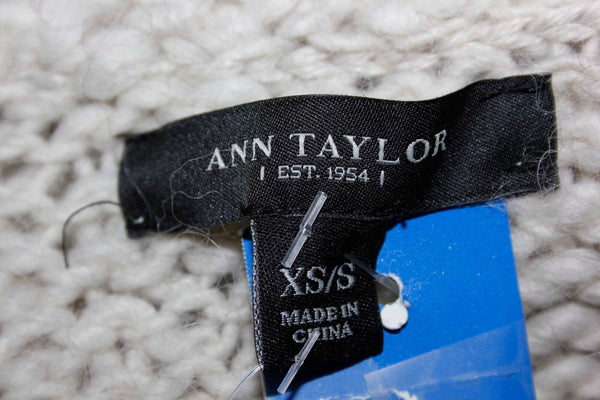 ANN TAYLOR
EST. 1954
XS/S
MADE IN
CHINA